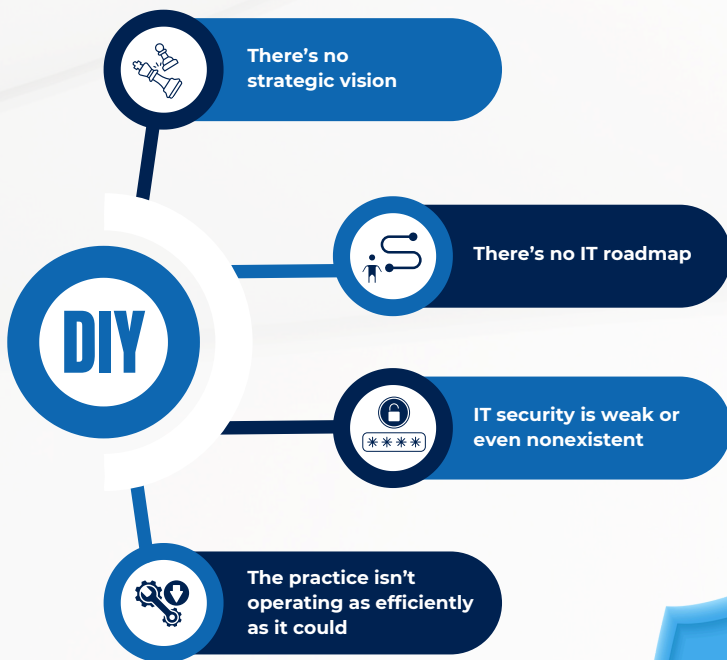 There’s no
strategic vision
There’s no IT roadmap
DIY
IT security is weak or
even nonexistent
****
The practice isn’t
operating as efficiently
as it could